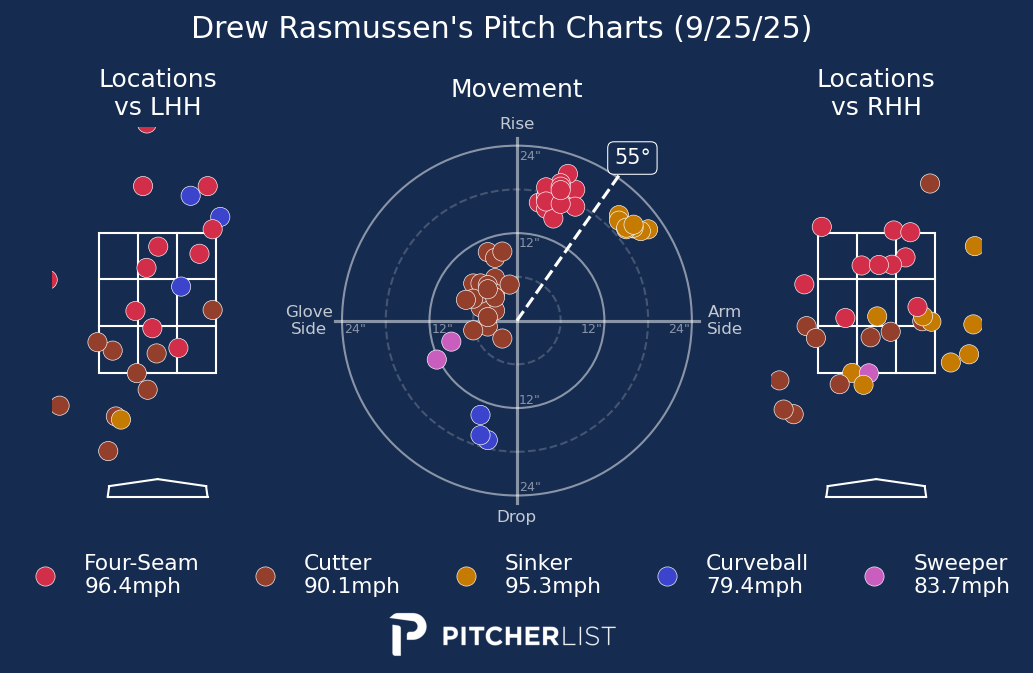 Drew Rasmussen's Pitch Charts (9/25/25)
Locations
vs LHH
Movement
Locations
vs RHH
Rise
24"
55°
12"
Glove
Side
24"
12"
12"
24"
Arm
Side
12"
24"
Drop
Four-Seam
96.4mph
Cutter
90.1mph
Sinker
95.3mph
Curveball
79.4mph
Sweeper
83.7mph
PITCHERLIST